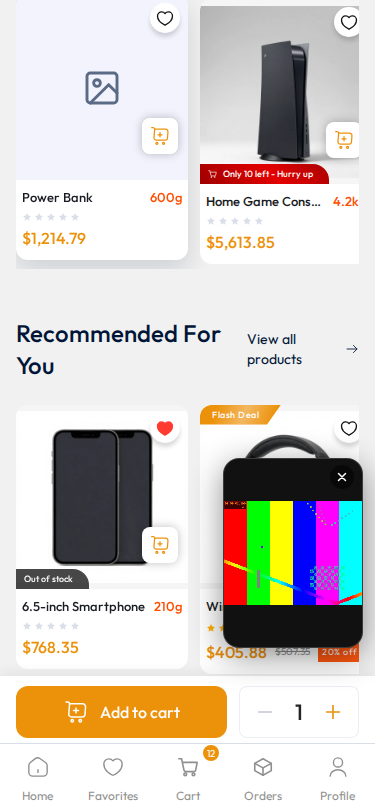 Only 10 left - Hurry up
Power Bank 600g
$1,214.79
Home Game Cons... 4.2k
$5,613.85
Recommended For You
View all products
Flash Deal
Out of stock
6.5-inch Smartphone 210g
$768.35
$405.88 $507.35 20% off
Add to cart
1
12
Home
Favorites
Cart
Orders
Profile